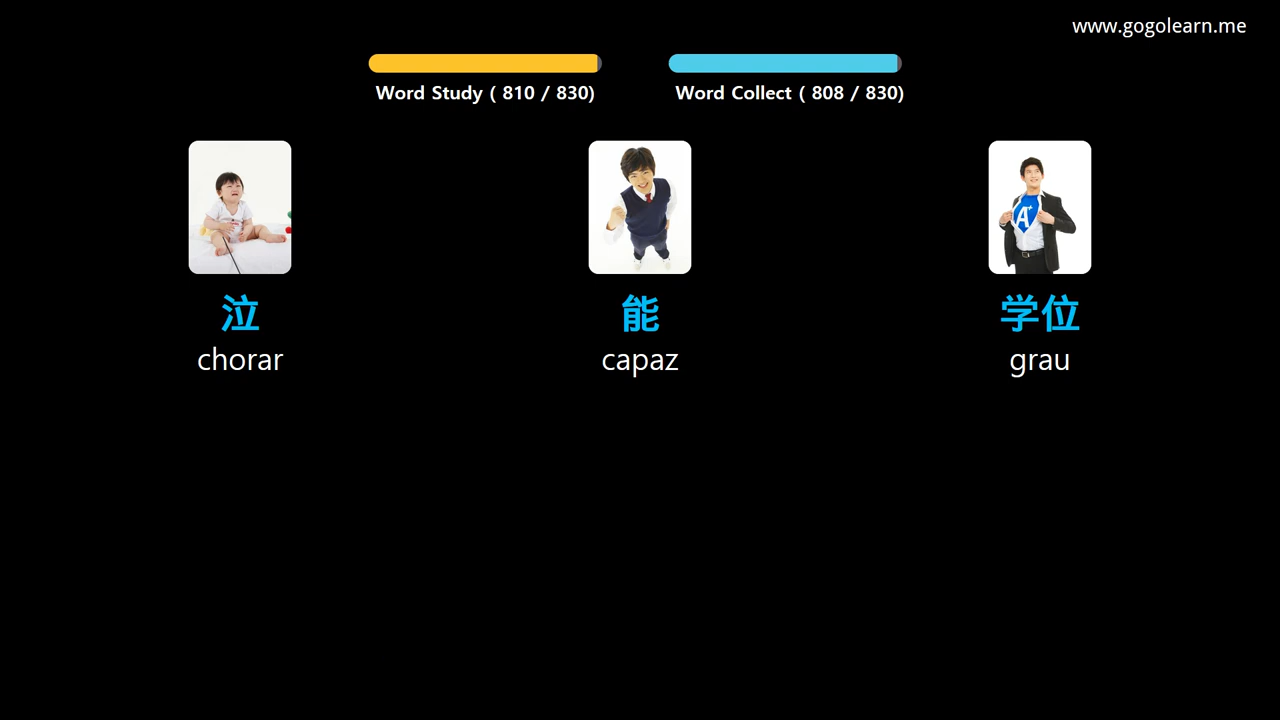 www.gogolearn.me
Word Study ( 810 / 830)
Word Collect ( 808 / 830)
A+
泣
能
学位
chorar
capaz
grau